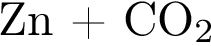 Zn + CO₂